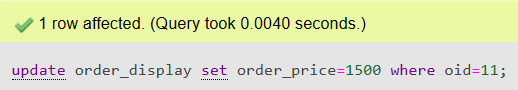 1 row affected. (Query took 0.0040 seconds.)
update order_display set order_price=1500 where oid=11;